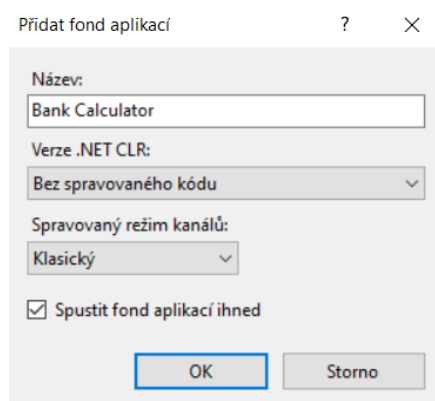 Přidat fond aplikací ?
Název:
Bank Calculator
Verze .NET CLR:
Bez spravovaného kódu
Spravovaný režim kanálů:
Klasický
Spustit fond aplikací ihned
OK Storno